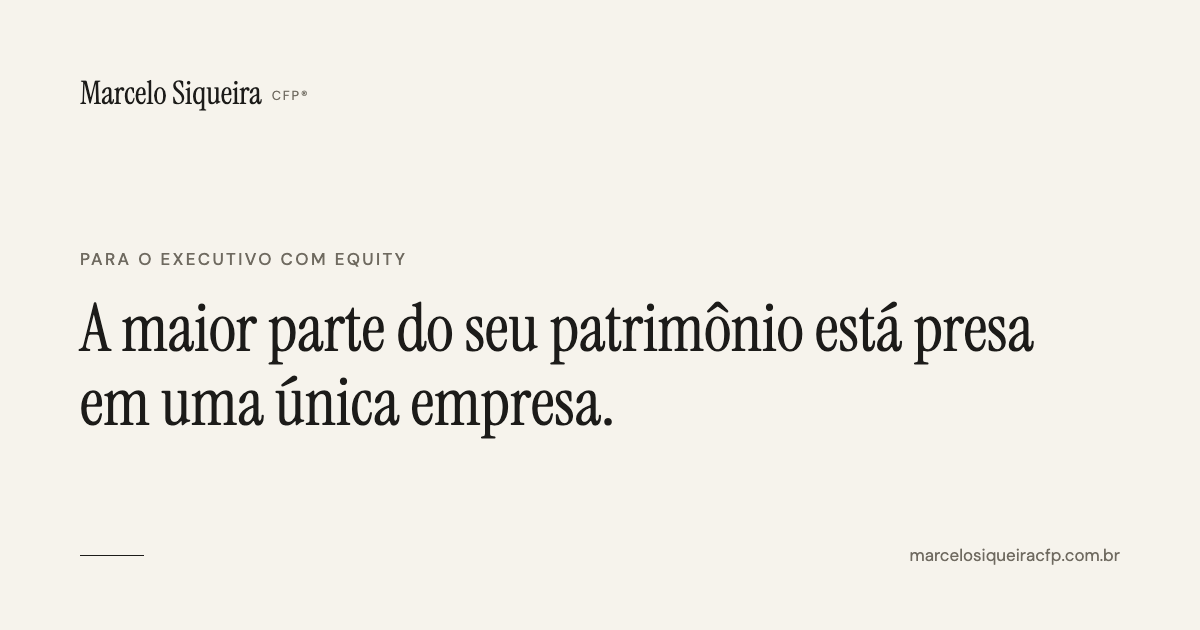 Marcelo Siqueira CFP®
PARA O EXECUTIVO COM EQUITY
A maior parte do seu patrimônio está presa
em uma única empresa.
marcelosiqueiracfp.com.br